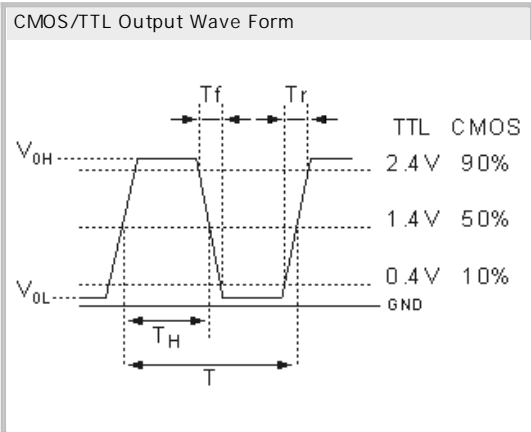 CMOS/TTL Output Wave Form
Tf Tr
TTL CMOS
V0H 2.4V 90%
1.4V 50%
0.4V 10%
V0L GND
TH
T